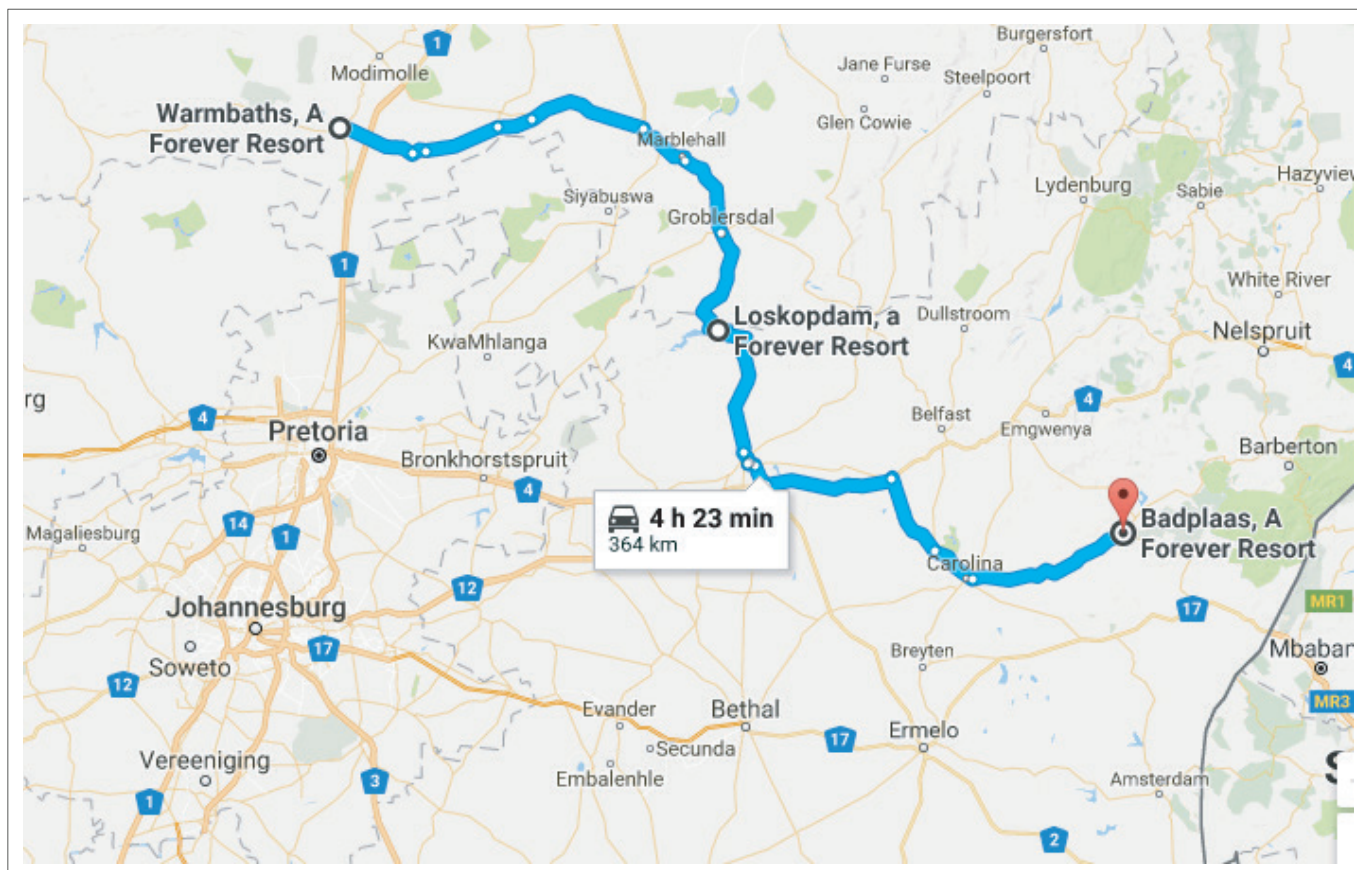 Burgersfort
1
Modimolle
Jane Furse
Steelpoort
Warmbaths, A
Forever Resort
Glen Cowie
Marblehall
Hazyview
Siyabuswa
Lydenburg
Sabie
Groblersdal
1
White River
Loskopdam, a
Forever Resort
Dullstroom
KwaMhlanga
Nelspruit
4
rg
4
4
Belfast
Emgwenya
Pretoria
Bronkhorstspruit
Barberton
4
4 h 23 min
364 km
Badplaas, A
Forever Resort
14
Magaliesburg
1
Carolina
12
17
MR1
Johannesburg
17
Soweto
Breyten
Mbaban
12
MR3
Evander
Bethal
17
Ermelo
Secunda
Vereeniging
Embalenhle
3
Amsterdam
1
2
S